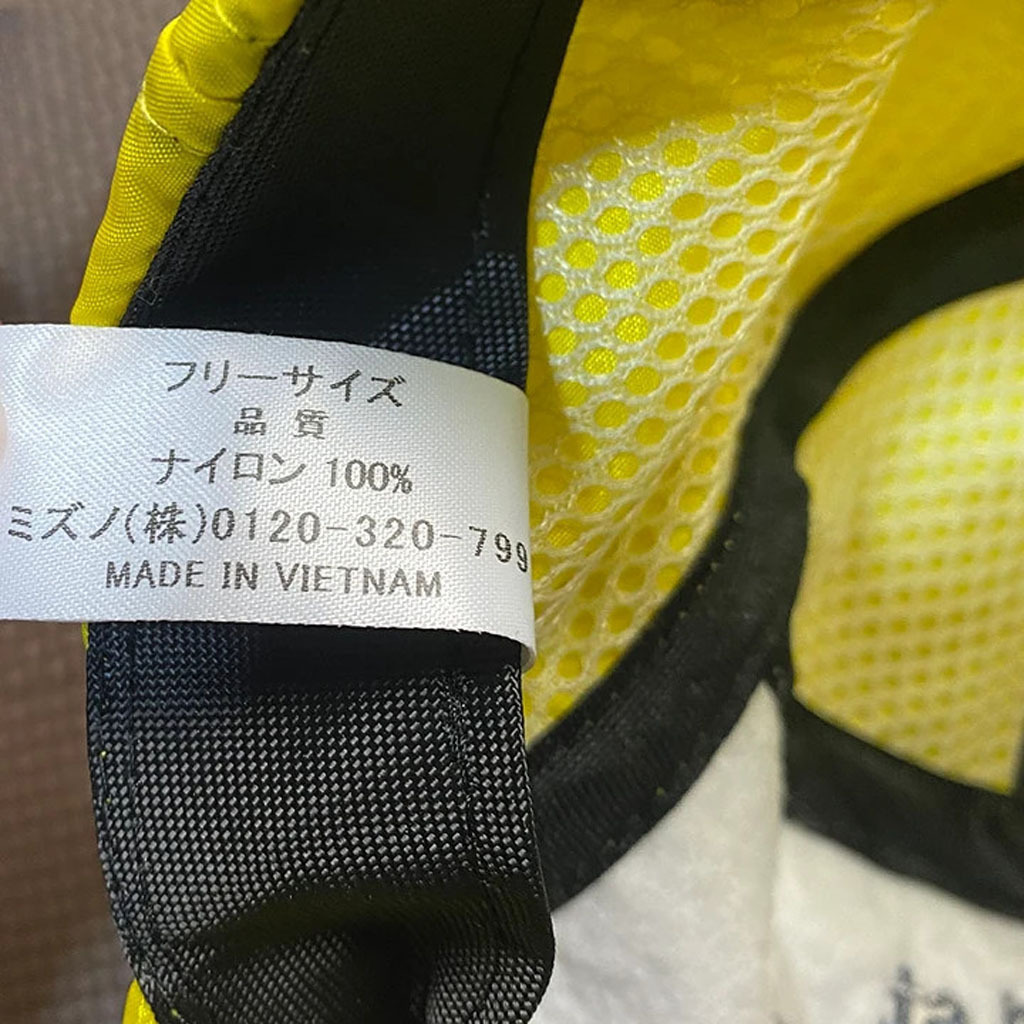 フリーサイズ
品質
ナイロン 100%
ミズノ(株)0120-320-799
MADE IN VIETNAM